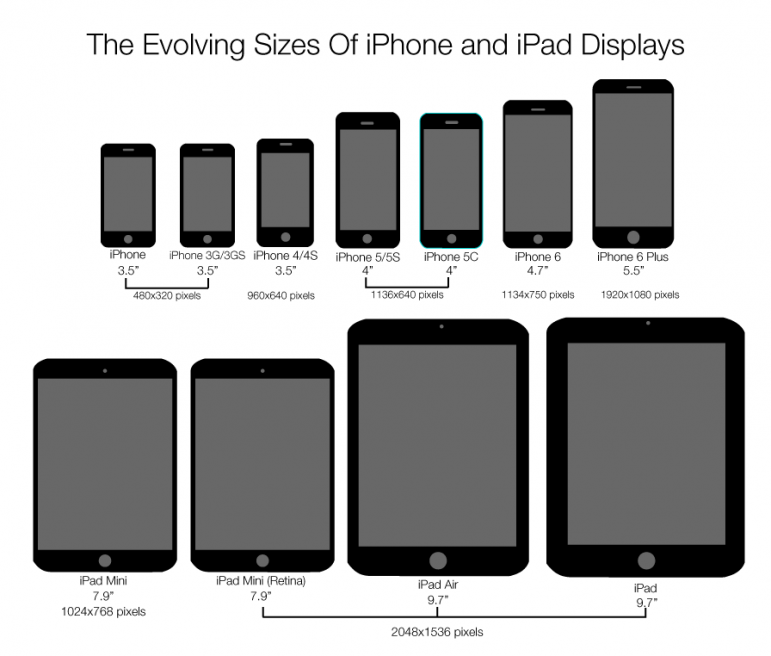 The Evolving Sizes Of iPhone and iPad Displays
iPhone
3.5"
iPhone 3G/3GS
3.5"
480x320 pixels
iPhone 4/4S
3.5"
960x640 pixels
iPhone 5/5S
4"
iPhone 5C
4"
1136x640 pixels
iPhone 6
4.7"
1134x750 pixels
iPhone 6 Plus
5.5"
1920x1080 pixels
iPad Mini
7.9"
1024x768 pixels
iPad Mini (Retina)
7.9"
iPad Air
9.7"
iPad
9.7"
2048x1536 pixels